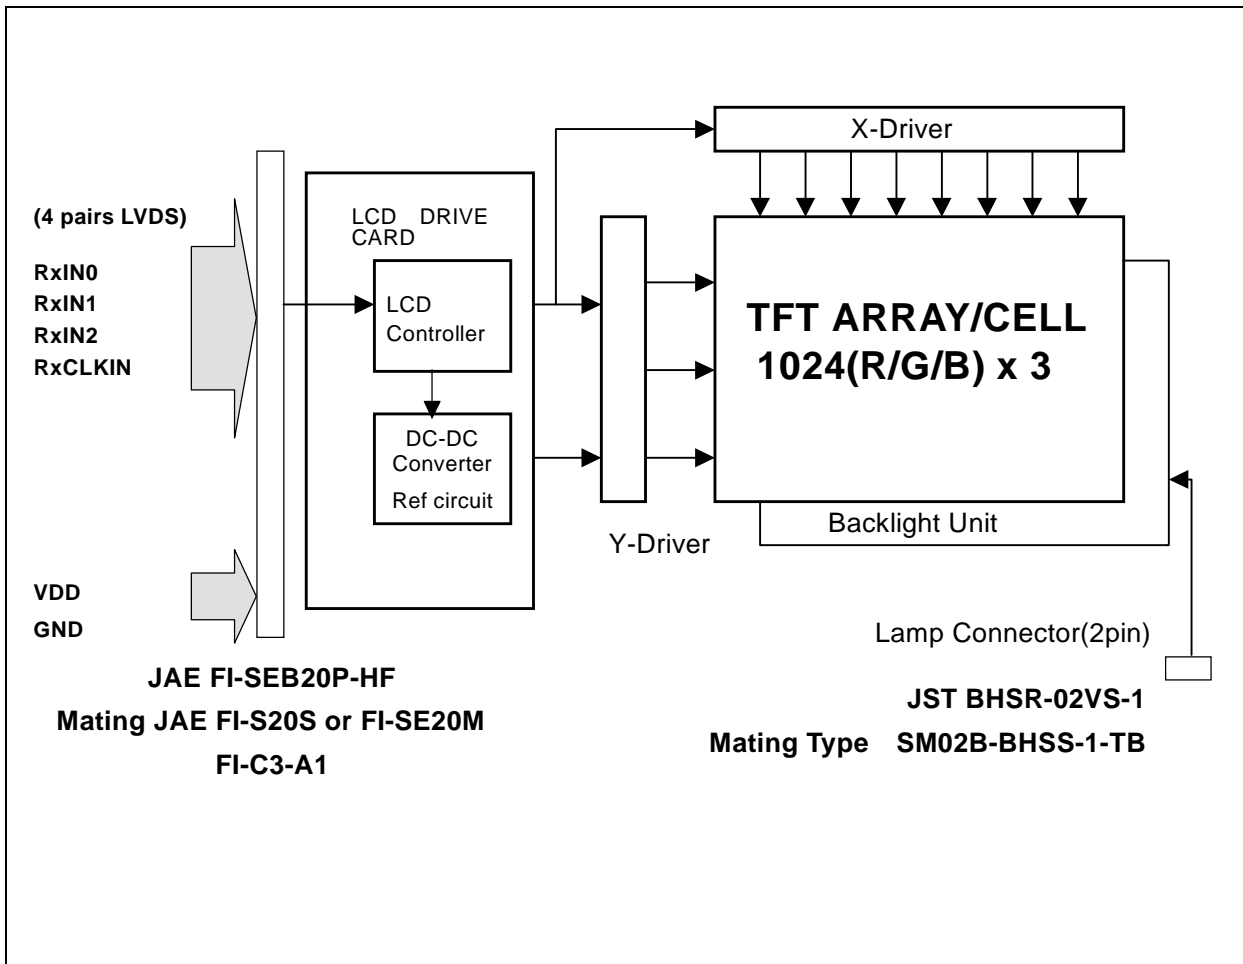 X-Driver
(4 pairs LVDS)
RxIN0
RxIN1
RxIN2
RxCLKIN
LCD DRIVE
CARD
LCD
Controller
DC-DC
Converter
Ref circuit
TFT ARRAY/CELL
1024(R/G/B) x 3
Backlight Unit
Y-Driver
VDD
GND
Lamp Connector(2pin)
JAE FI-SEB20P-HF
Mating JAE FI-S20S or FI-SE20M
FI-C3-A1
JST BHSR-02VS-1
Mating Type SM02B-BHSS-1-TB